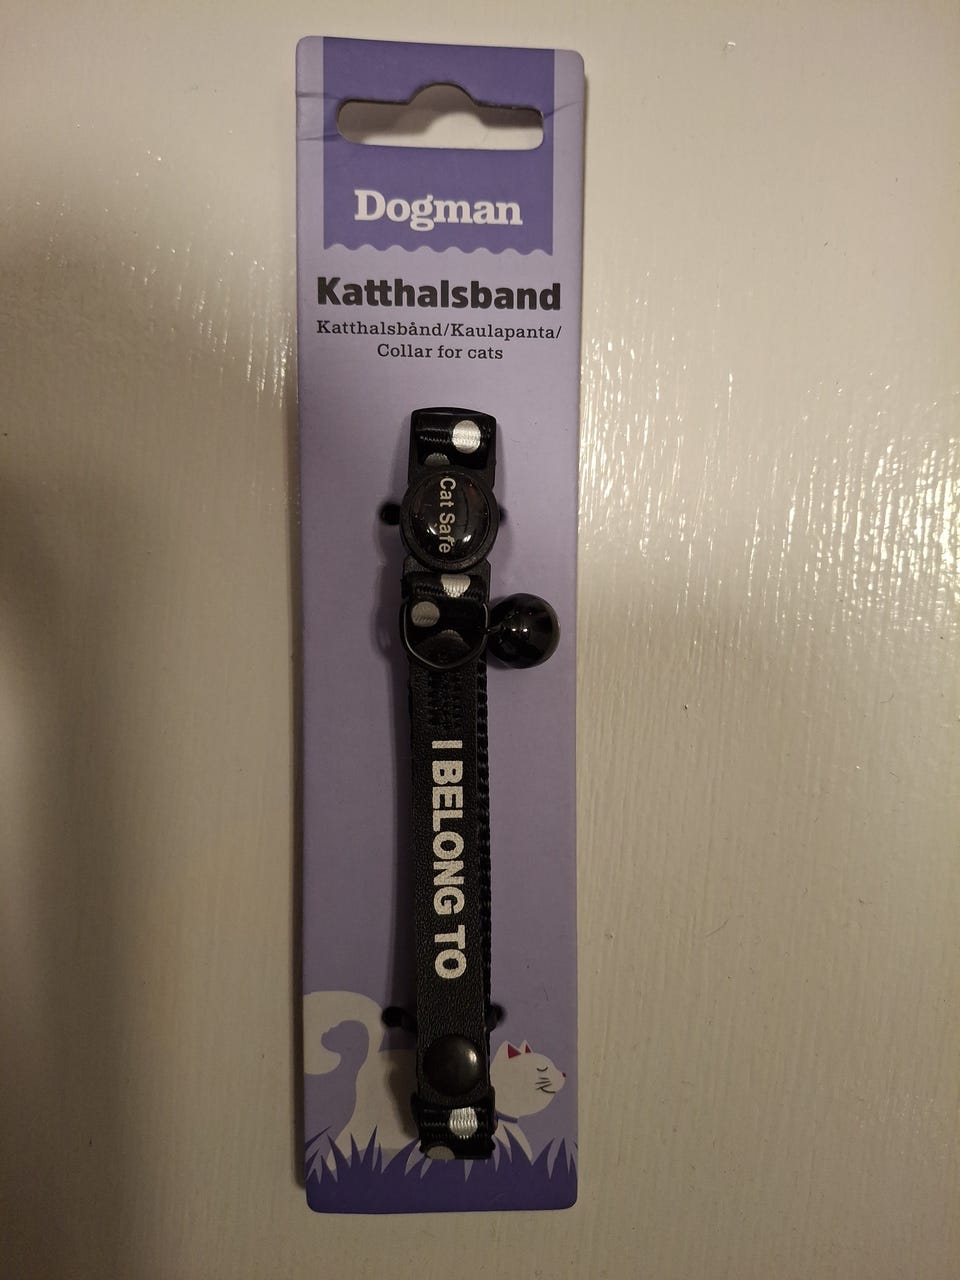 Dogman
Katthalsband
Katthalsbånd/Kaulapanta/
Collar for cats
Cat Safe
I BELONG TO